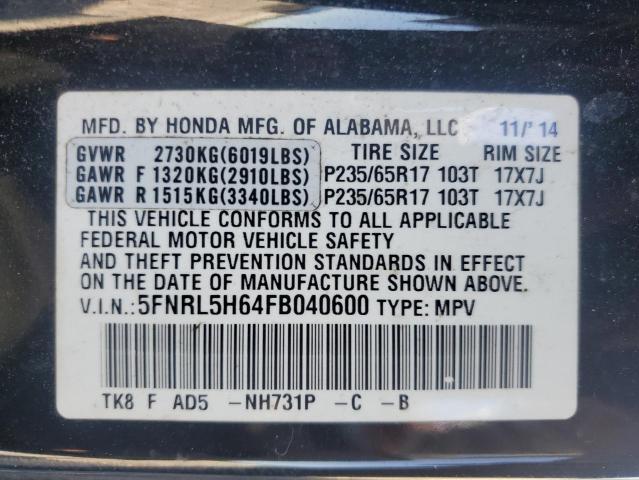 MFD. BY HONDA MFG. OF ALABAMA, LLC 11/'14
GVWR 2730KG(6019LBS) TIRE SIZE RIM SIZE
GAWR F 1320KG(2910LBS) P235/65R17 103T 17X7J
GAWR R 1515KG(3340LBS) P235/65R17 103T 17X7J
THIS VEHICLE CONFORMS TO ALL APPLICABLE
FEDERAL MOTOR VEHICLE SAFETY
AND THEFT PREVENTION STANDARDS IN EFFECT
ON THE DATE OF MANUFACTURE SHOWN ABOVE.
V.I.N.:5FNRL5H64FB040600 TYPE: MPV
TK8 F AD5 -NH731P -C -B